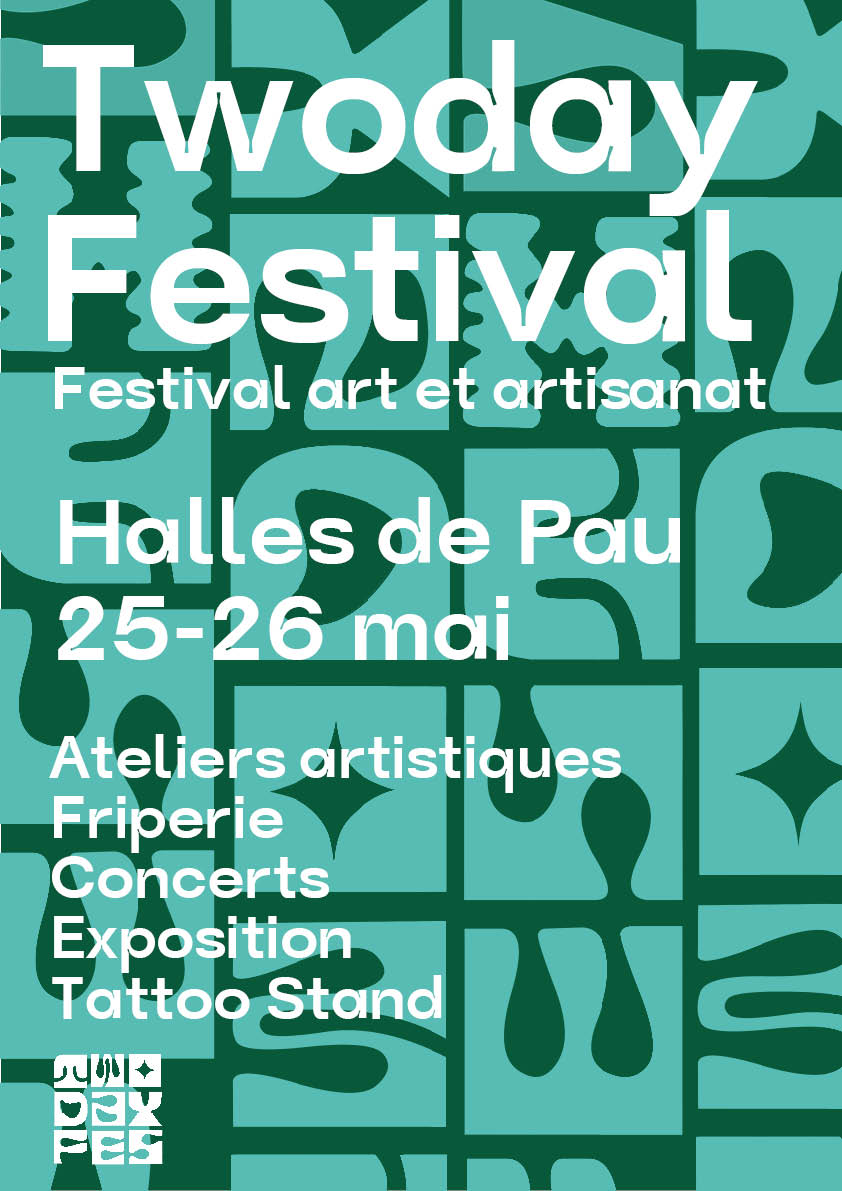 Twoday
Festival
Festival art et artisanat
Halles de Pau
25-26 mai
Ateliers artistiques
Friperie
Concerts
Exposition
Tattoo Stand